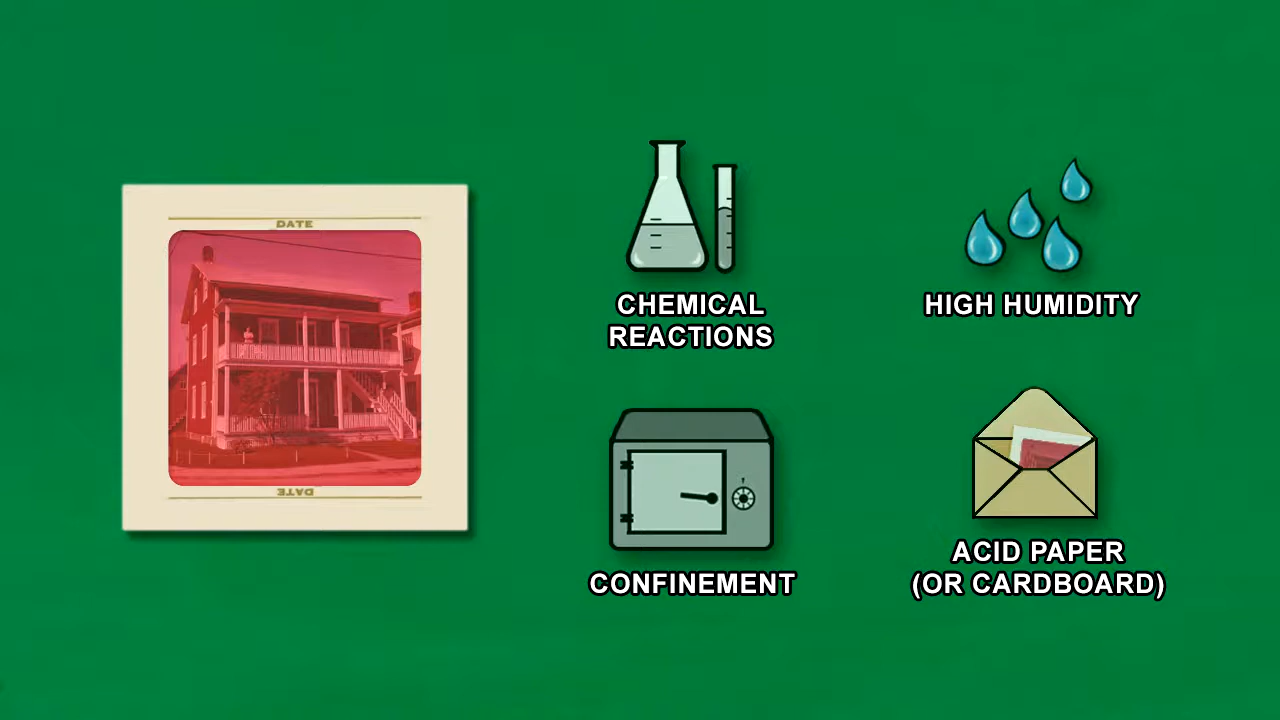 DATE
DATE
CHEMICAL
REACTIONS
HIGH HUMIDITY
CONFINEMENT
ACID PAPER
(OR CARDBOARD)